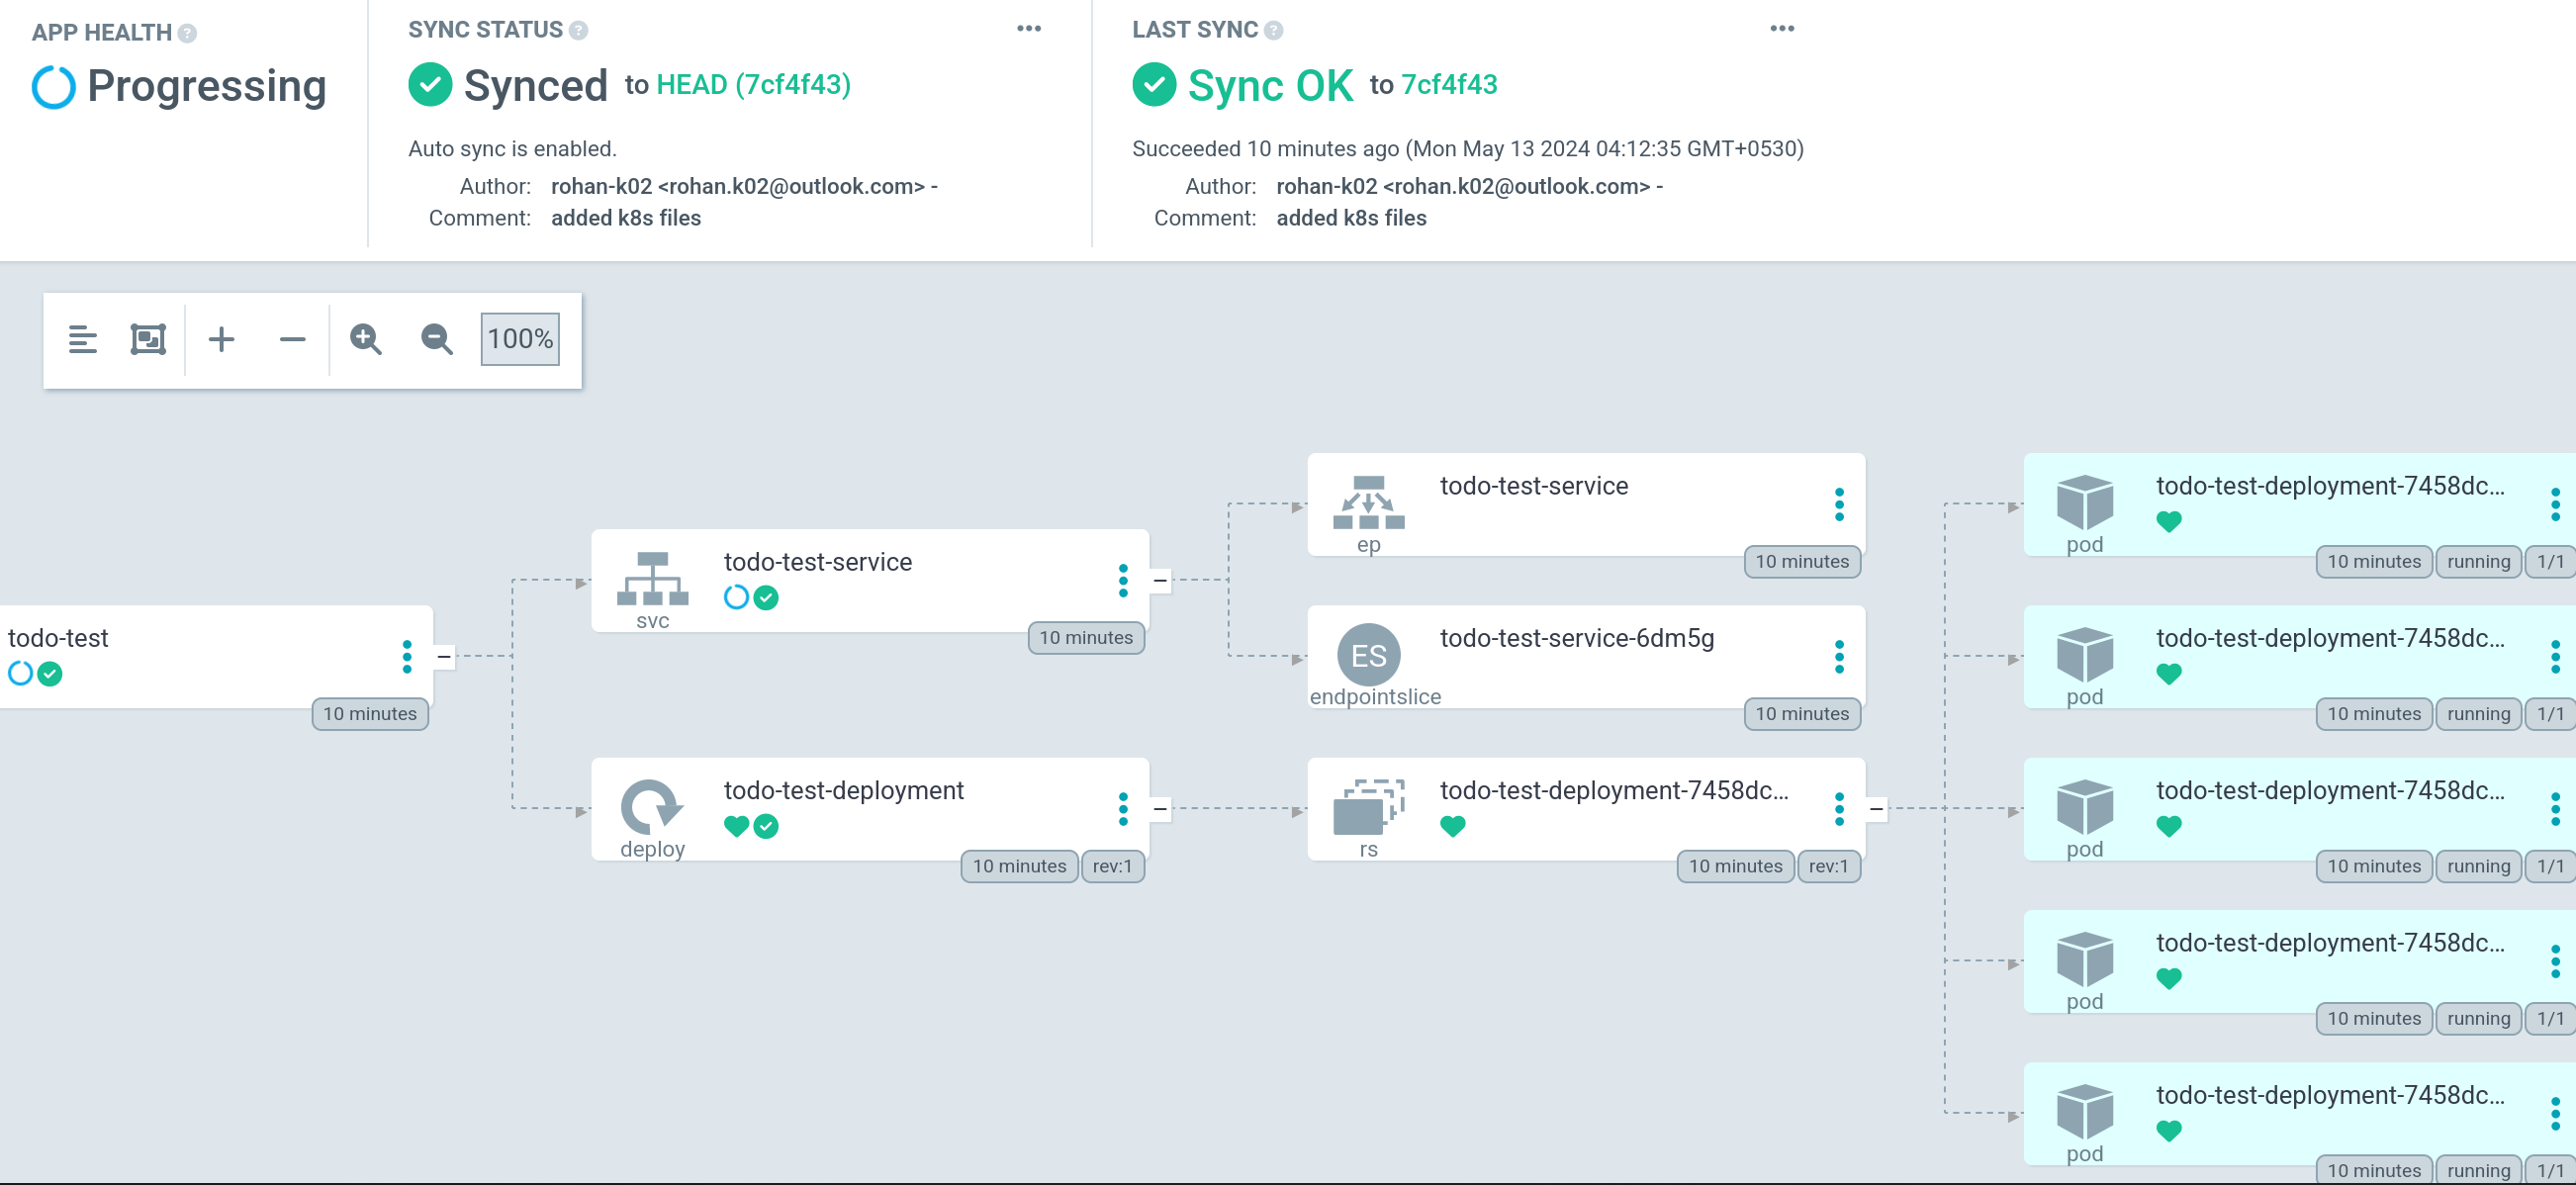 APP HEALTH ?
Progressing
SYNC STATUS ?
Synced to HEAD (7cf4f43)
Auto sync is enabled.
Author: rohan-k02 <rohan.k02@outlook.com> -
Comment: added k8s files
LAST SYNC ?
Sync OK to 7cf4f43
Succeeded 10 minutes ago (Mon May 13 2024 04:12:35 GMT+0530)
Author: rohan-k02 <rohan.k02@outlook.com> -
Comment: added k8s files
100%
todo-test
10 minutes
todo-test-service
svc
10 minutes
todo-test-deployment
deploy
10 minutes rev:1
todo-test-service
ep
10 minutes
ES
todo-test-service-6dm5g
endpointslice
10 minutes
todo-test-deployment-7458dc...
rs
10 minutes rev:1
todo-test-deployment-7458dc...
pod
10 minutes running 1/1
todo-test-deployment-7458dc...
pod
10 minutes running 1/1
todo-test-deployment-7458dc...
pod
10 minutes running 1/1
todo-test-deployment-7458dc...
pod
10 minutes running 1/1
todo-test-deployment-7458dc...
pod
10 minutes running 1/1